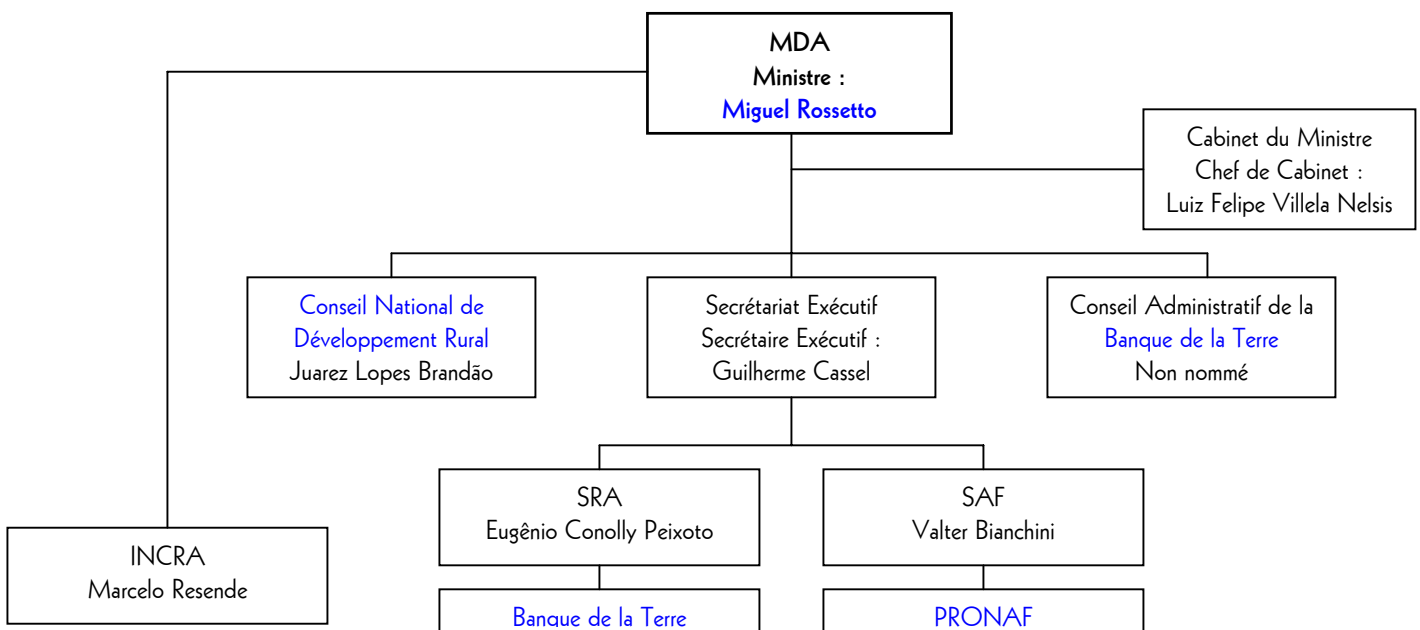 MDA
Ministre :
Miguel Rossetto
Cabinet du Ministre
Chef de Cabinet :
Luiz Felipe Villela Nelsis
Conseil National de
Développement Rural
Juarez Lopes Brandão
Secrétariat Exécutif
Secrétaire Exécutif :
Guilherme Cassel
Conseil Administratif de la
Banque de la Terre
Non nommé
SRA
Eugênio Conolly Peixoto
SAF
Valter Bianchini
INCRA
Marcelo Resende
Banque de la Terre
PRONAF